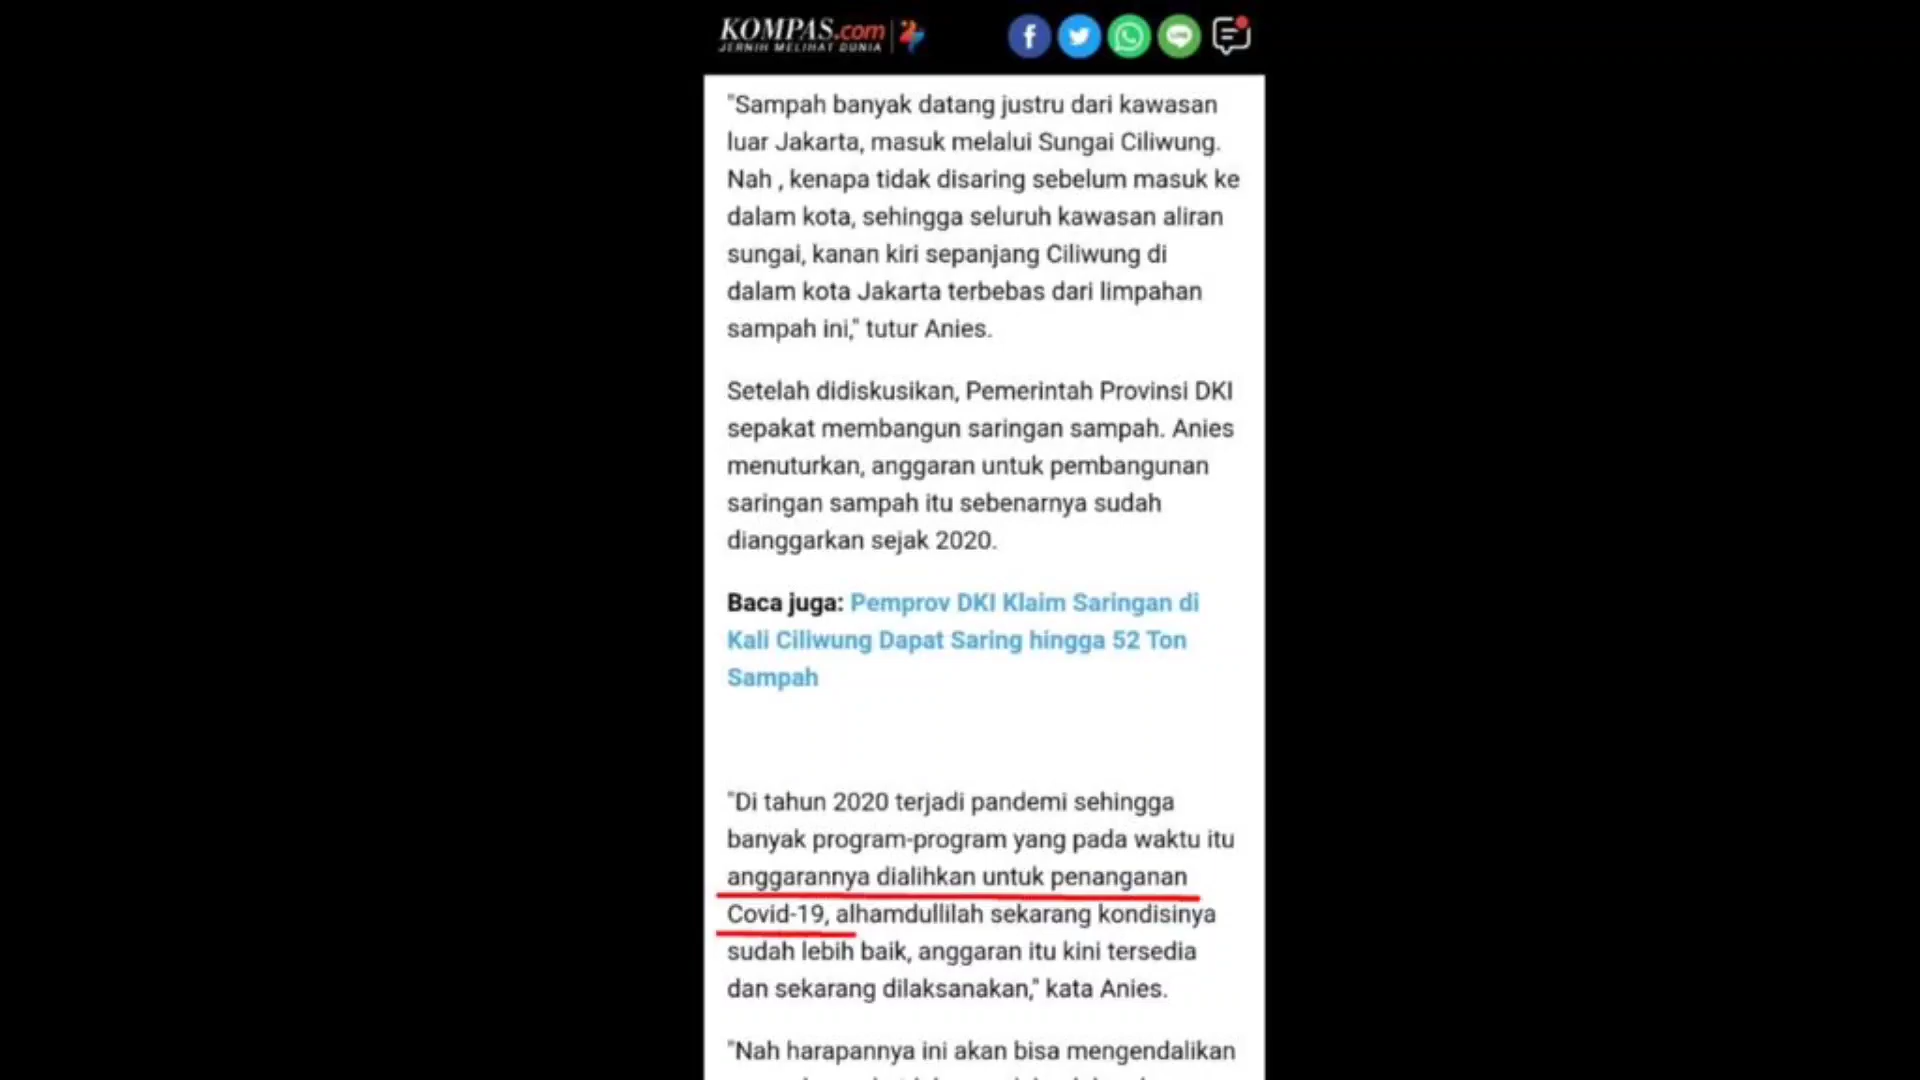 KOMPAS.com
JERNIH MELIHAT DUNIA
"Sampah banyak datang justru dari kawasan
luar Jakarta, masuk melalui Sungai Ciliwung.
Nah , kenapa tidak disaring sebelum masuk ke
dalam kota, sehingga seluruh kawasan aliran
sungai, kanan kiri sepanjang Ciliwung di
dalam kota Jakarta terbebas dari limpahan
sampah ini," tutur Anies.
Setelah didiskusikan, Pemerintah Provinsi DKI
sepakat membangun saringan sampah. Anies
menuturkan, anggaran untuk pembangunan
saringan sampah itu sebenarnya sudah
dianggarkan sejak 2020.
Baca juga: Pemprov DKI Klaim Saringan di
Kali Ciliwung Dapat Saring hingga 52 Ton
Sampah
"Di tahun 2020 terjadi pandemi sehingga
banyak program-program yang pada waktu itu
anggarannya dialihkan untuk penanganan
Covid-19, alhamdullilah sekarang kondisinya
sudah lebih baik, anggaran itu kini tersedia
dan sekarang dilaksanakan," kata Anies.
"Nah harapannya ini akan bisa mengendalikan